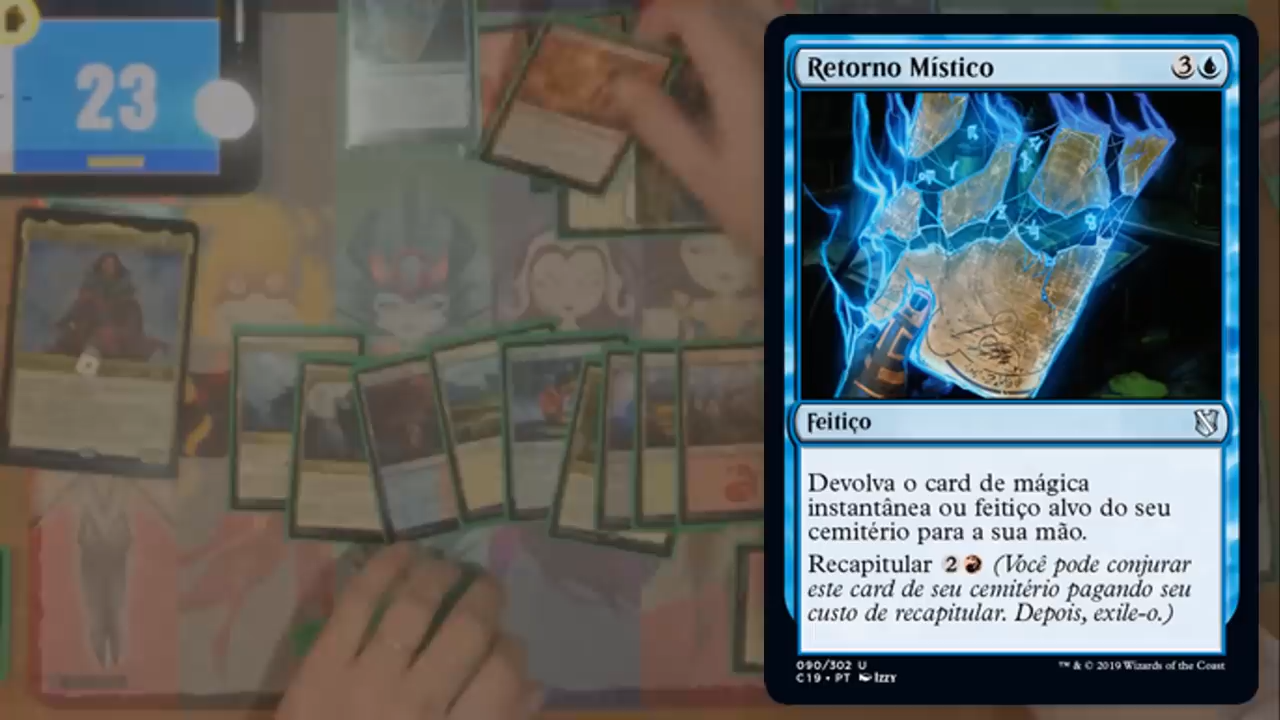 23
Retorno Místico
3
Feitiço
Devolva o card de mágica
instantânea ou feitiço alvo do seu
cemitério para a sua mão.
Recapitular 2 (Você pode conjurar
este card de seu cemitério pagando seu
custo de recapitular. Depois, exile-o.)
090/302 U
C19 • PT Izzy
™ & © 2019 Wizards of the Coast